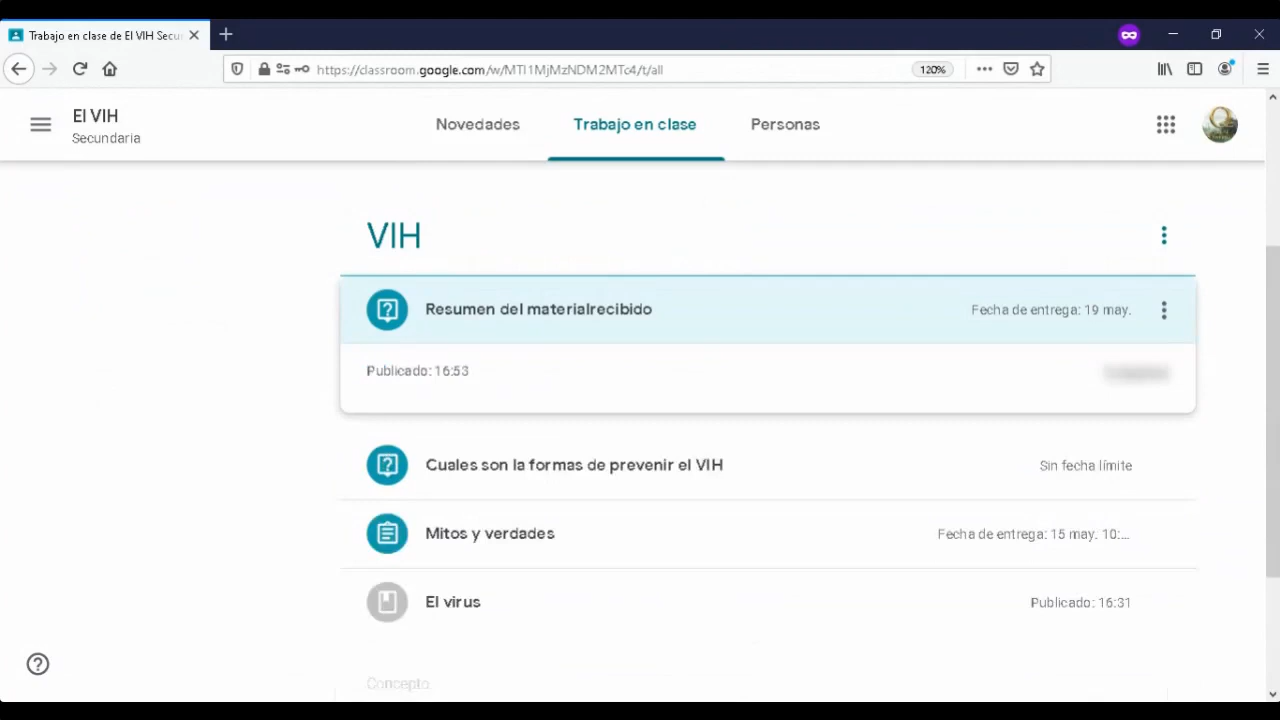 Trabajo en clase de El VIH Secu
https://classroom.google.com/w/MTI1MjMzNDM2MTc4/t/all
120%
El VIH
Secundaria
Novedades
Trabajo en clase
Personas
VIH
Resumen del materialrecibido
Fecha de entrega: 19 may.
Publicado: 16:53
Cuales son la formas de prevenir el VIH
Sin fecha límite
Mitos y verdades
Fecha de entrega: 15 may. 10:...
El virus
Publicado: 16:31
Concepto